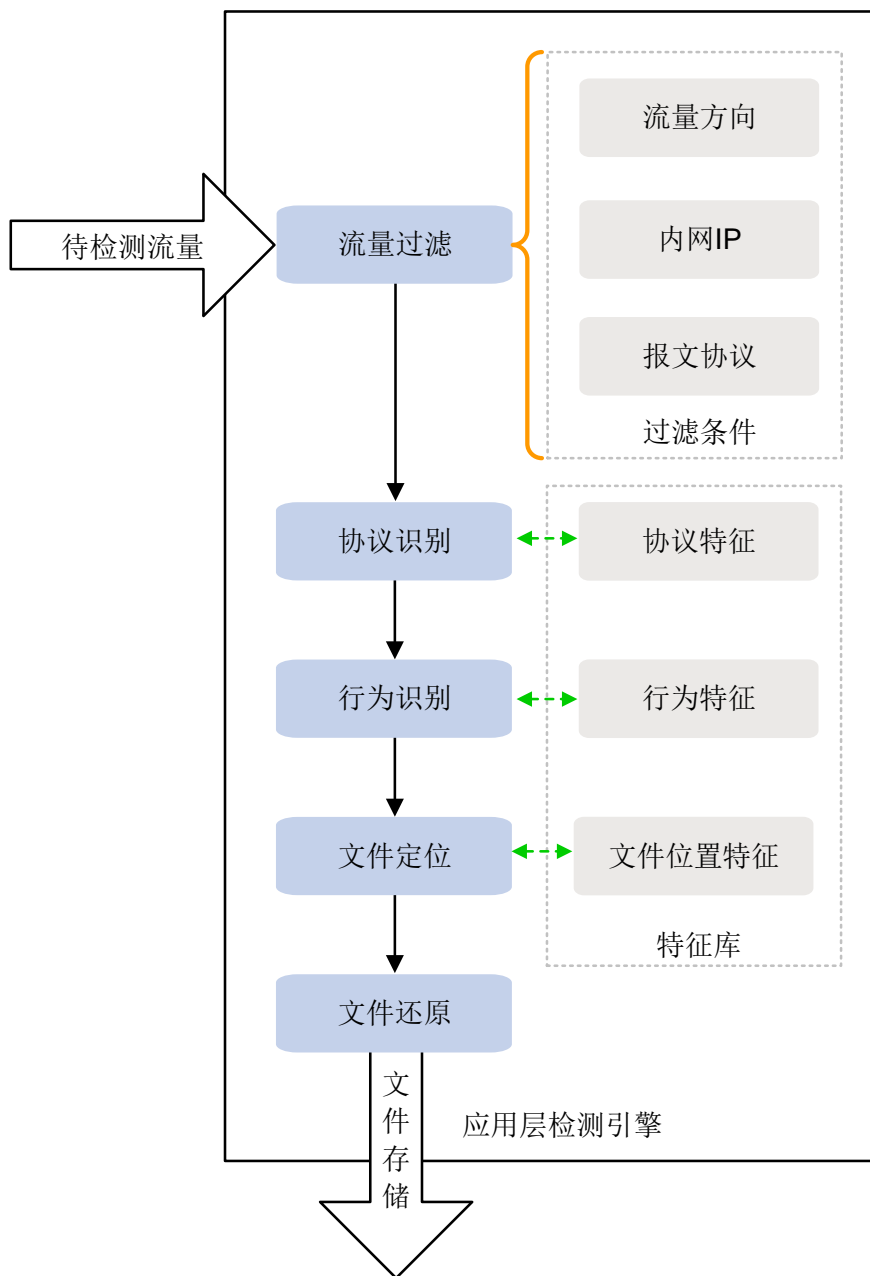 流量方向
待检测流量
流量过滤
内网IP
报文协议
过滤条件
协议识别
协议特征
行为识别
行为特征
文件定位
文件位置特征
特征库
文件还原
文件存储
应用层检测引擎